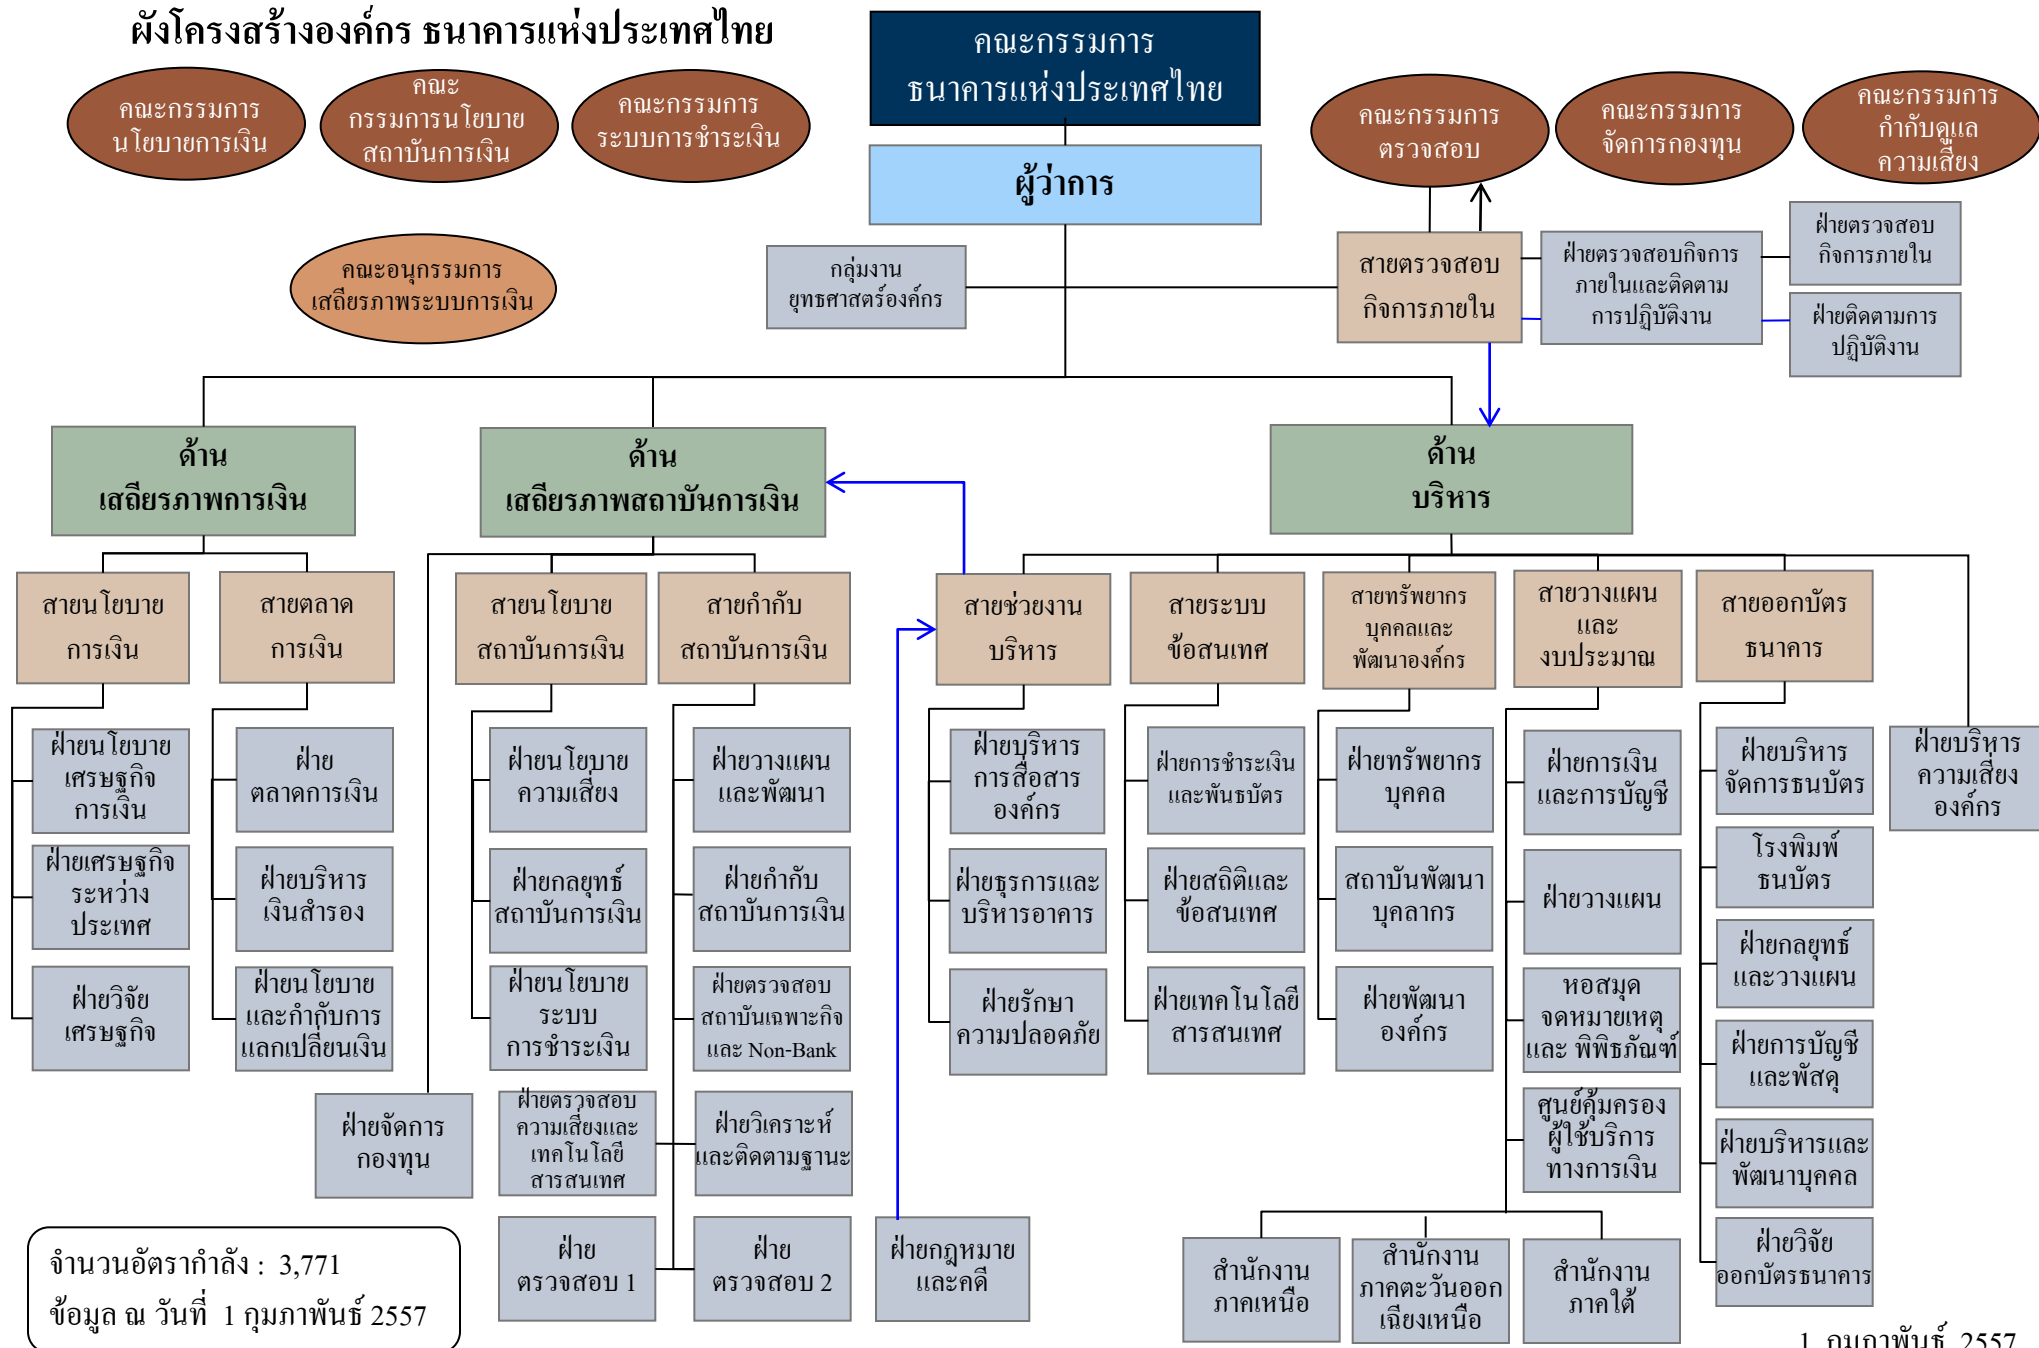 ผังโครงสร้างองค์กร ธนาคารแห่งประเทศไทย
คณะกรรมการ
ธนาคารแห่งประเทศไทย
คณะกรรมการ
นโยบายการเงิน
คณะ
กรรมการนโยบาย
สถาบันการเงิน
คณะกรรมการ
ระบบการชำระเงิน
คณะกรรมการ
ตรวจสอบ
คณะกรรมการ
จัดการกองทุน
คณะกรรมการ
กำกับดูแล
ความเสี่ยง
ผู้ว่าการ
คณะอนุกรรมการ
เสถียรภาพระบบการเงิน
กลุ่มงาน
ยุทธศาสตร์องค์กร
สายตรวจสอบ
กิจการภายใน
ฝ่ายตรวจสอบกิจการ
ภายในและติดตาม
การปฏิบัติงาน
ฝ่ายตรวจสอบ
กิจการภายใน
ฝ่ายติดตามการ
ปฏิบัติงาน
ด้าน
เสถียรภาพการเงิน
ด้าน
เสถียรภาพสถาบันการเงิน
ด้าน
บริหาร
สายนโยบาย
การเงิน
สายตลาด
การเงิน
สายนโยบาย
สถาบันการเงิน
สายกำกับ
สถาบันการเงิน
สายช่วยงาน
บริหาร
สายระบบ
ข้อสนเทศ
สายทรัพยากร
บุคคลและ
พัฒนาองค์กร
สายวางแผน
และ
งบประมาณ
สายออกบัตร
ธนาคาร
ฝ่ายนโยบาย
เศรษฐกิจ
การเงิน
ฝ่าย
ตลาดการเงิน
ฝ่ายนโยบาย
ความเสี่ยง
ฝ่ายวางแผน
และพัฒนา
ฝ่ายบริหาร
การสื่อสาร
องค์กร
ฝ่ายการชำระเงิน
และพันธบัตร
ฝ่ายทรัพยากร
บุคคล
ฝ่ายการเงิน
และการบัญชี
ฝ่ายบริหาร
จัดการธนบัตร
ฝ่ายบริหาร
ความเสี่ยง
องค์กร
ฝ่ายเศรษฐกิจ
ระหว่าง
ประเทศ
ฝ่ายบริหาร
เงินสำรอง
ฝ่ายกลยุทธ์
สถาบันการเงิน
ฝ่ายกำกับ
สถาบันการเงิน
ฝ่ายธุรการและ
บริหารอาคาร
ฝ่ายสถิติและ
ข้อสนเทศ
สถาบันพัฒนา
บุคลากร
ฝ่ายวางแผน
โรงพิมพ์
ธนบัตร
ฝ่ายวิจัย
เศรษฐกิจ
ฝ่ายนโยบาย
และกำกับการ
แลกเปลี่ยนเงิน
ฝ่ายนโยบาย
ระบบ
การชำระเงิน
ฝ่ายตรวจสอบ
สถาบันเฉพาะกิจ
และ Non-Bank
ฝ่ายรักษา
ความปลอดภัย
ฝ่ายเทคโนโลยี
สารสนเทศ
ฝ่ายพัฒนา
องค์กร
หอสมุด
จดหมายเหตุ
และ พิพิธภัณฑ์
ฝ่ายกลยุทธ์
และวางแผน
ฝ่ายการบัญชี
และพัสดุ
ฝ่ายจัดการ
กองทุน
ฝ่ายตรวจสอบ
ความเสี่ยงและ
เทคโนโลยี
สารสนเทศ
ฝ่ายวิเคราะห์
และติดตามฐานะ
ศูนย์คุ้มครอง
ผู้ใช้บริการ
ทางการเงิน
ฝ่ายบริหารและ
พัฒนาบุคคล
ฝ่าย
ตรวจสอบ 1
ฝ่าย
ตรวจสอบ 2
ฝ่ายกฎหมาย
และคดี
สำนักงาน
ภาคเหนือ
สำนักงาน
ภาคตะวันออก
เฉียงเหนือ
สำนักงาน
ภาคใต้
ฝ่ายวิจัย
ออกบัตรธนาคาร
จำนวนอัตรากำลัง : 3,771
ข้อมูล ณ วันที่ 1 กุมภาพันธ์ 2557
1 กุมภาพันธ์ 2557